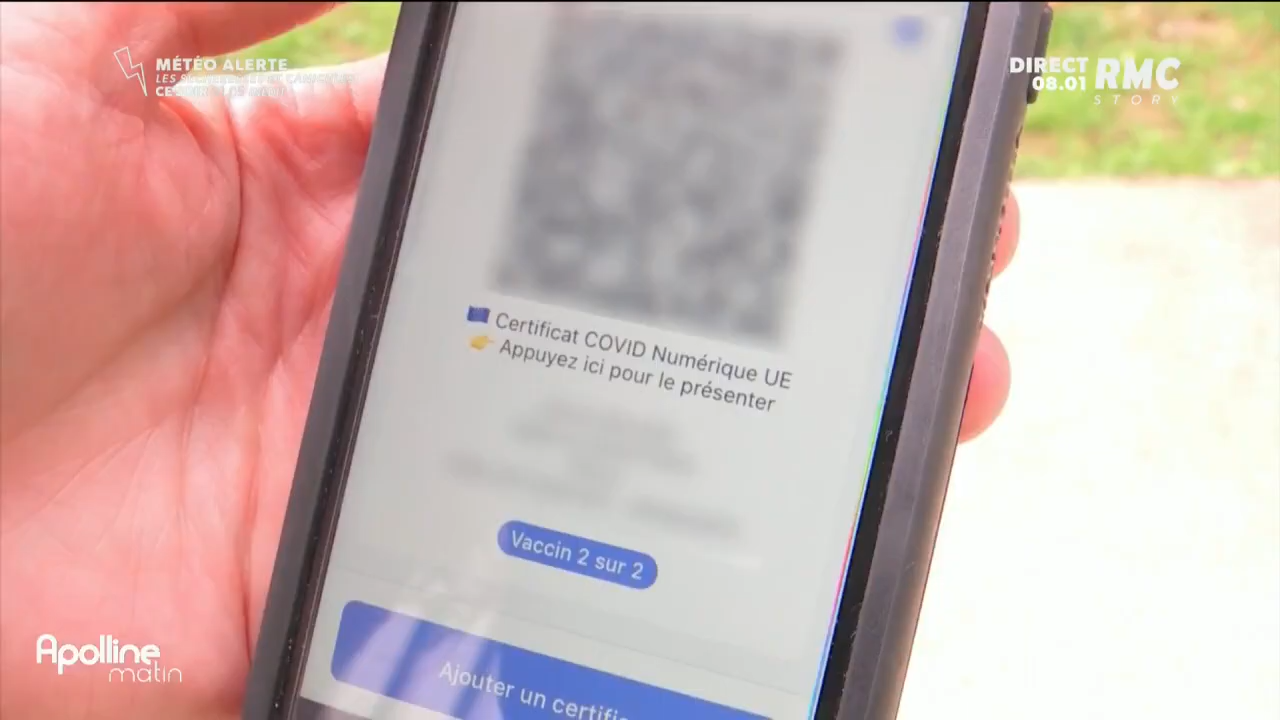 MÉTÉO ALERTE
DIRECT
08.01
RMC
STORY
Certificat COVID Numérique UE
Appuyez ici pour le présenter
Vaccin 2 sur 2
Ajouter un certific
Apolline
matin